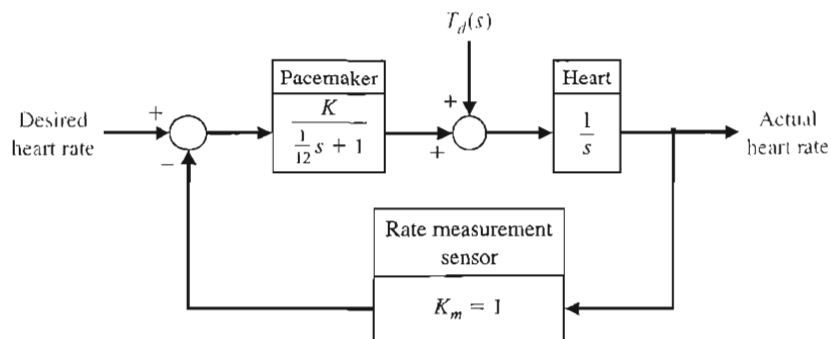 T_d(s)
Pacemaker
Heart
Desired
heart rate
+
−
K
1
12
s + 1
+
+
1
s
Actual
heart rate
Rate measurement
sensor
K_m = 1